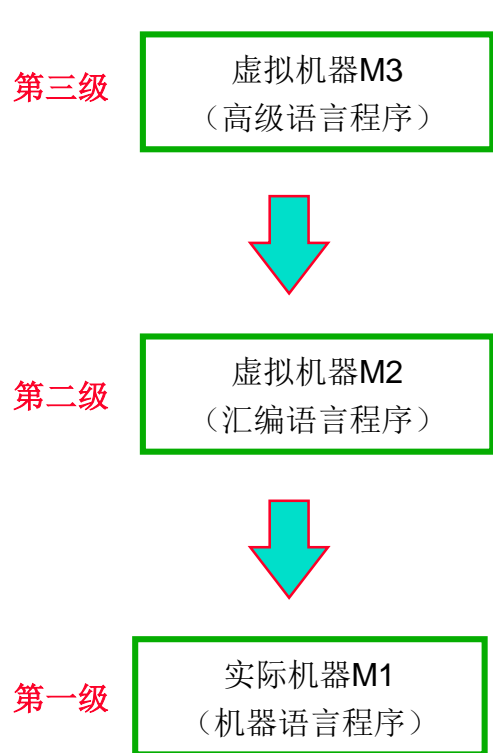 第三级
虚拟机器M3
（高级语言程序）
第二级
虚拟机器M2
（汇编语言程序）
第一级
实际机器M1
（机器语言程序）